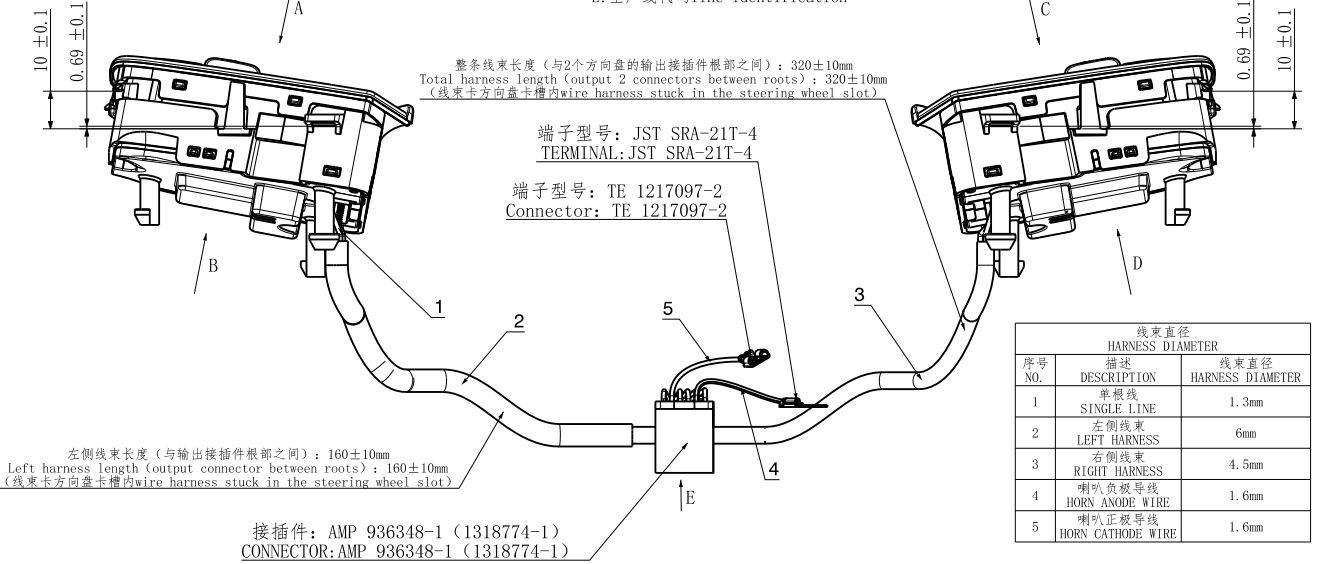 A
C
10 ±0.1
0.69 ±0.1
0.69 ±0.1
10 ±0.1
整条线束长度（与2个方向盘的输出接插件根部之间）: 320±10mm
Total harness length (output 2 connectors between roots) : 320±10mm
(线束卡方向盘卡槽内wire harness stuck in the steering wheel slot)
端子型号: JST SRA-21T-4
TERMINAL:JST SRA-21T-4
端子型号: TE 1217097-2
Connector: TE 1217097-2
B
D
1
2
5
3
4
E
左侧线束长度（与输出接插件根部之间）: 160±10mm
Left harness length (output connector between roots) : 160±10mm
(线束卡方向盘卡槽内wire harness stuck in the steering wheel slot)
接插件: AMP 936348-1 (1318774-1)
CONNECTOR:AMP 936348-1 (1318774-1)
线束直径
HARNESS DIAMETER
序号 描述 线束直径
NO. DESCRIPTION HARNESS DIAMETER
1 单根线 1.3mm
SINGLE LINE
2 左侧线束 6mm
LEFT HARNESS
3 右侧线束 4.5mm
RIGHT HARNESS
4 喇叭负极导线 1.6mm
HORN ANODE WIRE
5 喇叭正极导线 1.6mm
HORN CATHODE WIRE